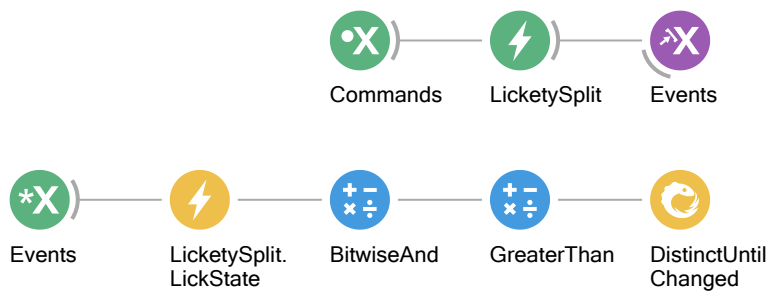 •X
X
Commands
LicketySplit
Events
*X
+ −
× ÷
+ −
× ÷
Events
LicketySplit.
LickState
BitwiseAnd
GreaterThan
DistinctUntil
Changed